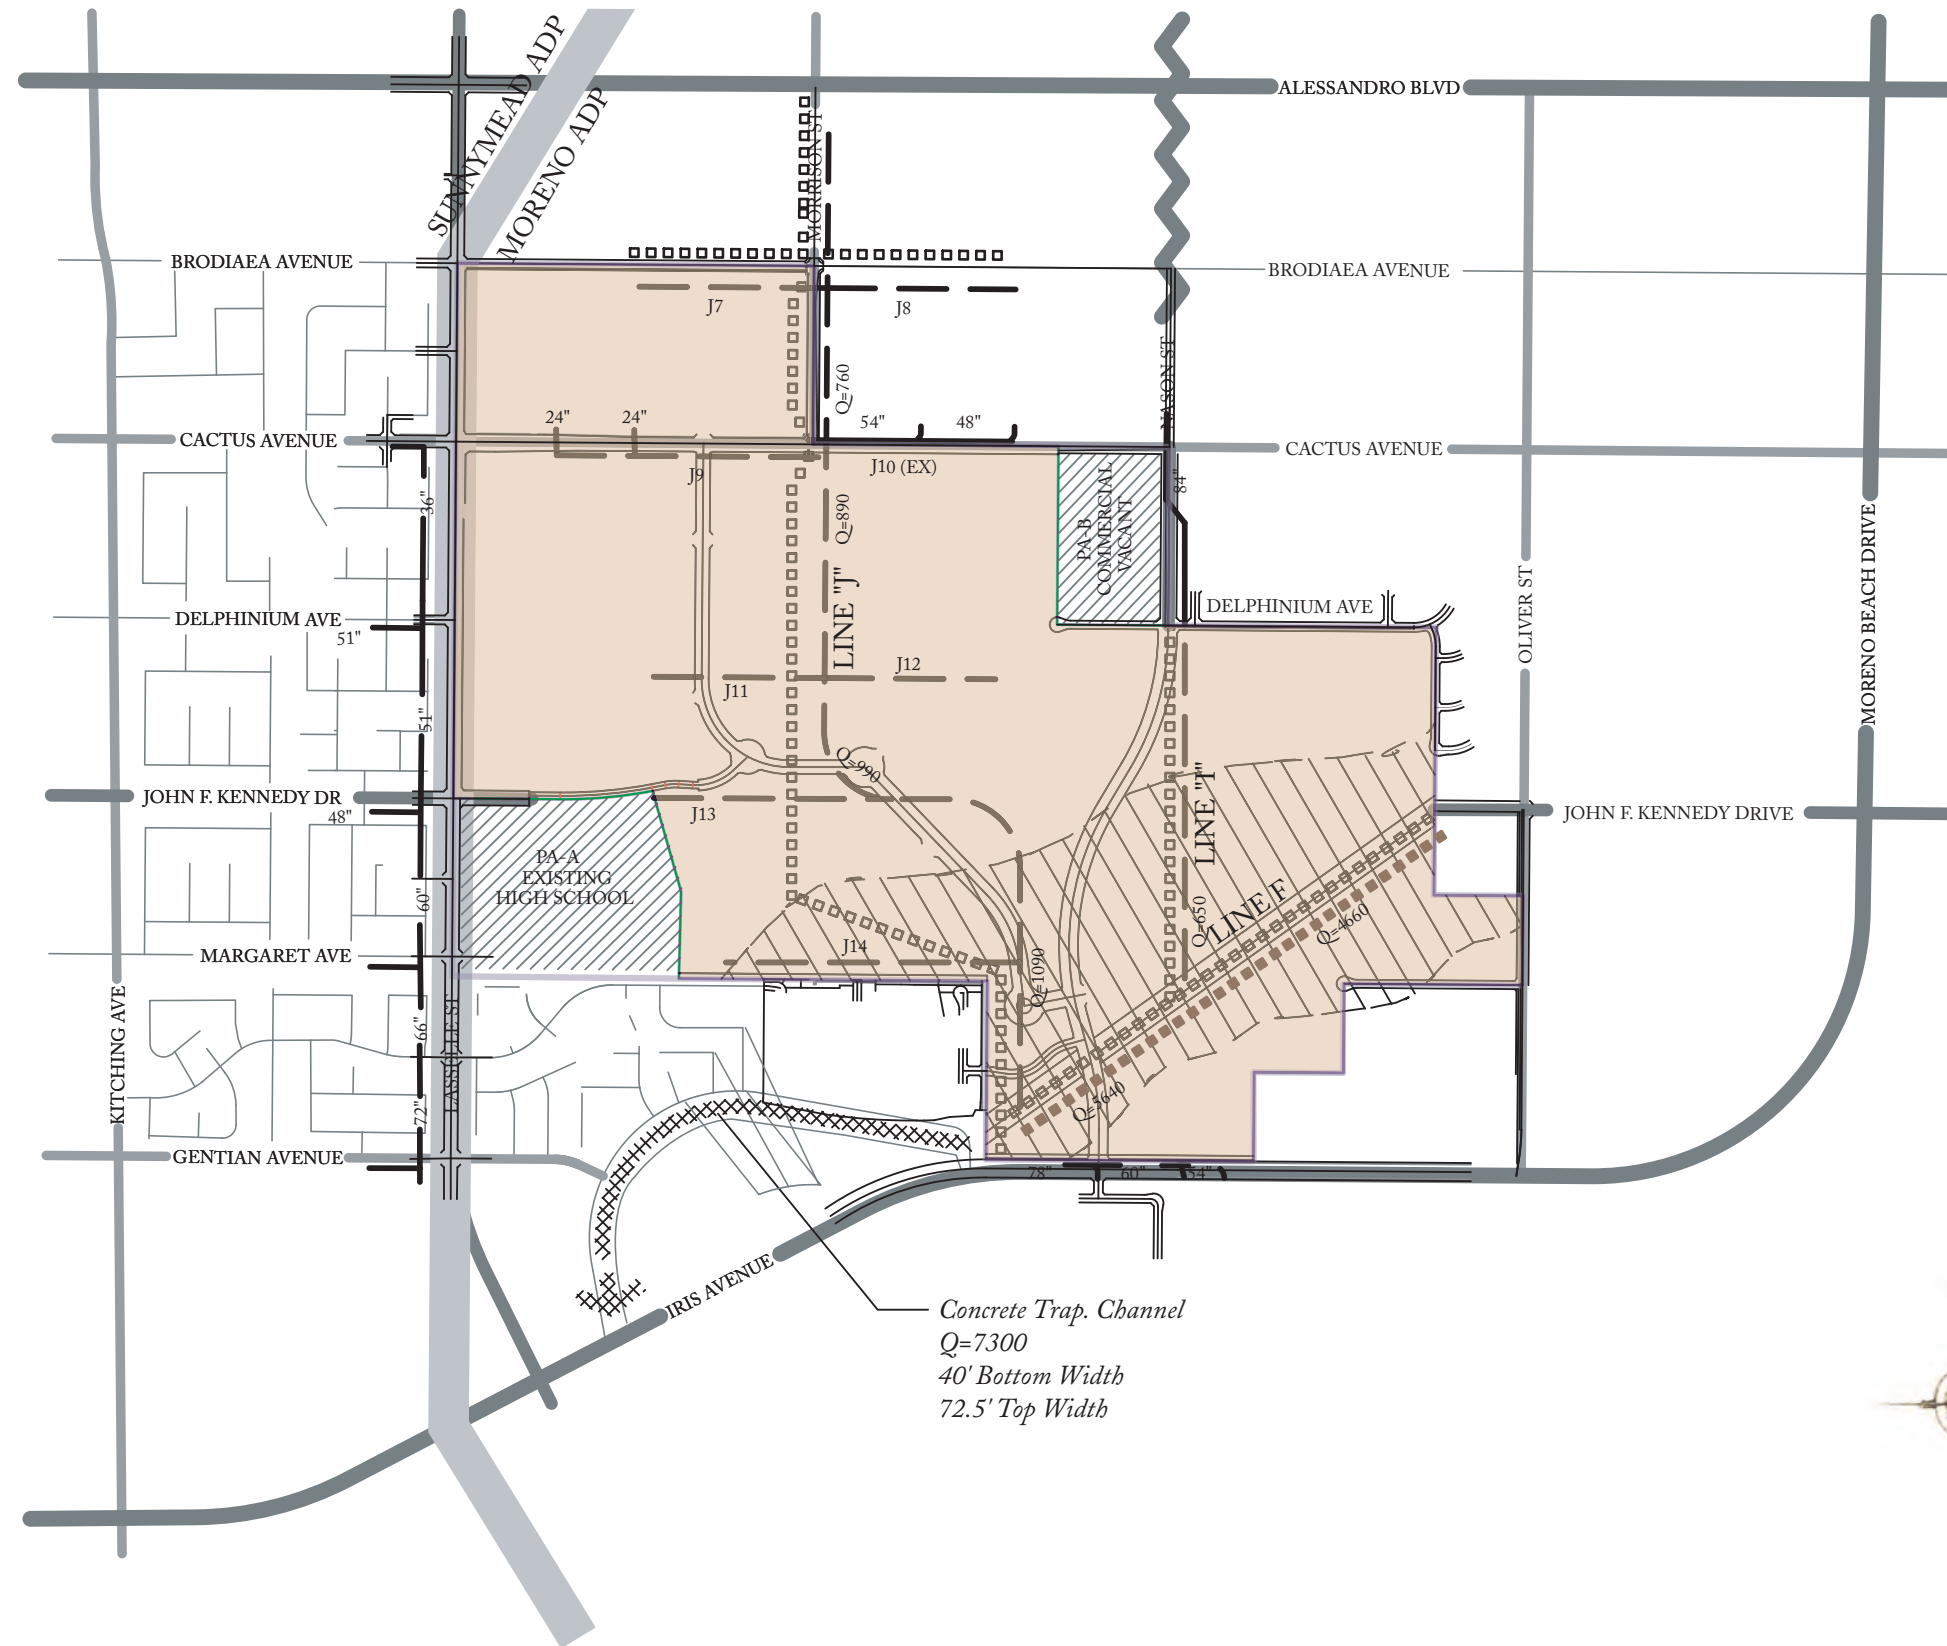 SUNNYMEAD ADP
MORENO ADP
ALESSANDRO BLVD
MORRISON ST
BRODIAEA AVENUE
BRODIAEA AVENUE
J7
J8
NASON ST
Q=760
24"
24"
54"
48"
CACTUS AVENUE
CACTUS AVENUE
J9
J10 (EX)
36"
Q=890
84"
PA-B
COMMERCIAL
VACANT
MORENO BEACH DRIVE
OLIVER ST
LINE "J"
DELPHINIUM AVE
DELPHINIUM AVE
51"
51"
J11
J12
Q=990
LINE "I"
JOHN F. KENNEDY DR
48"
J13
JOHN F. KENNEDY DRIVE
PA-A
EXISTING
HIGH SCHOOL
60"
Q=650
LINE F
Q=4660
MARGARET AVE
J14
Q=1090
KITCHING AVE
66"
LASSELLE ST
72"
Q=5640
GENTIAN AVENUE
78"
60"
54"
IRIS AVENUE
Concrete Trap. Channel
Q=7300
40' Bottom Width
72.5' Top Width